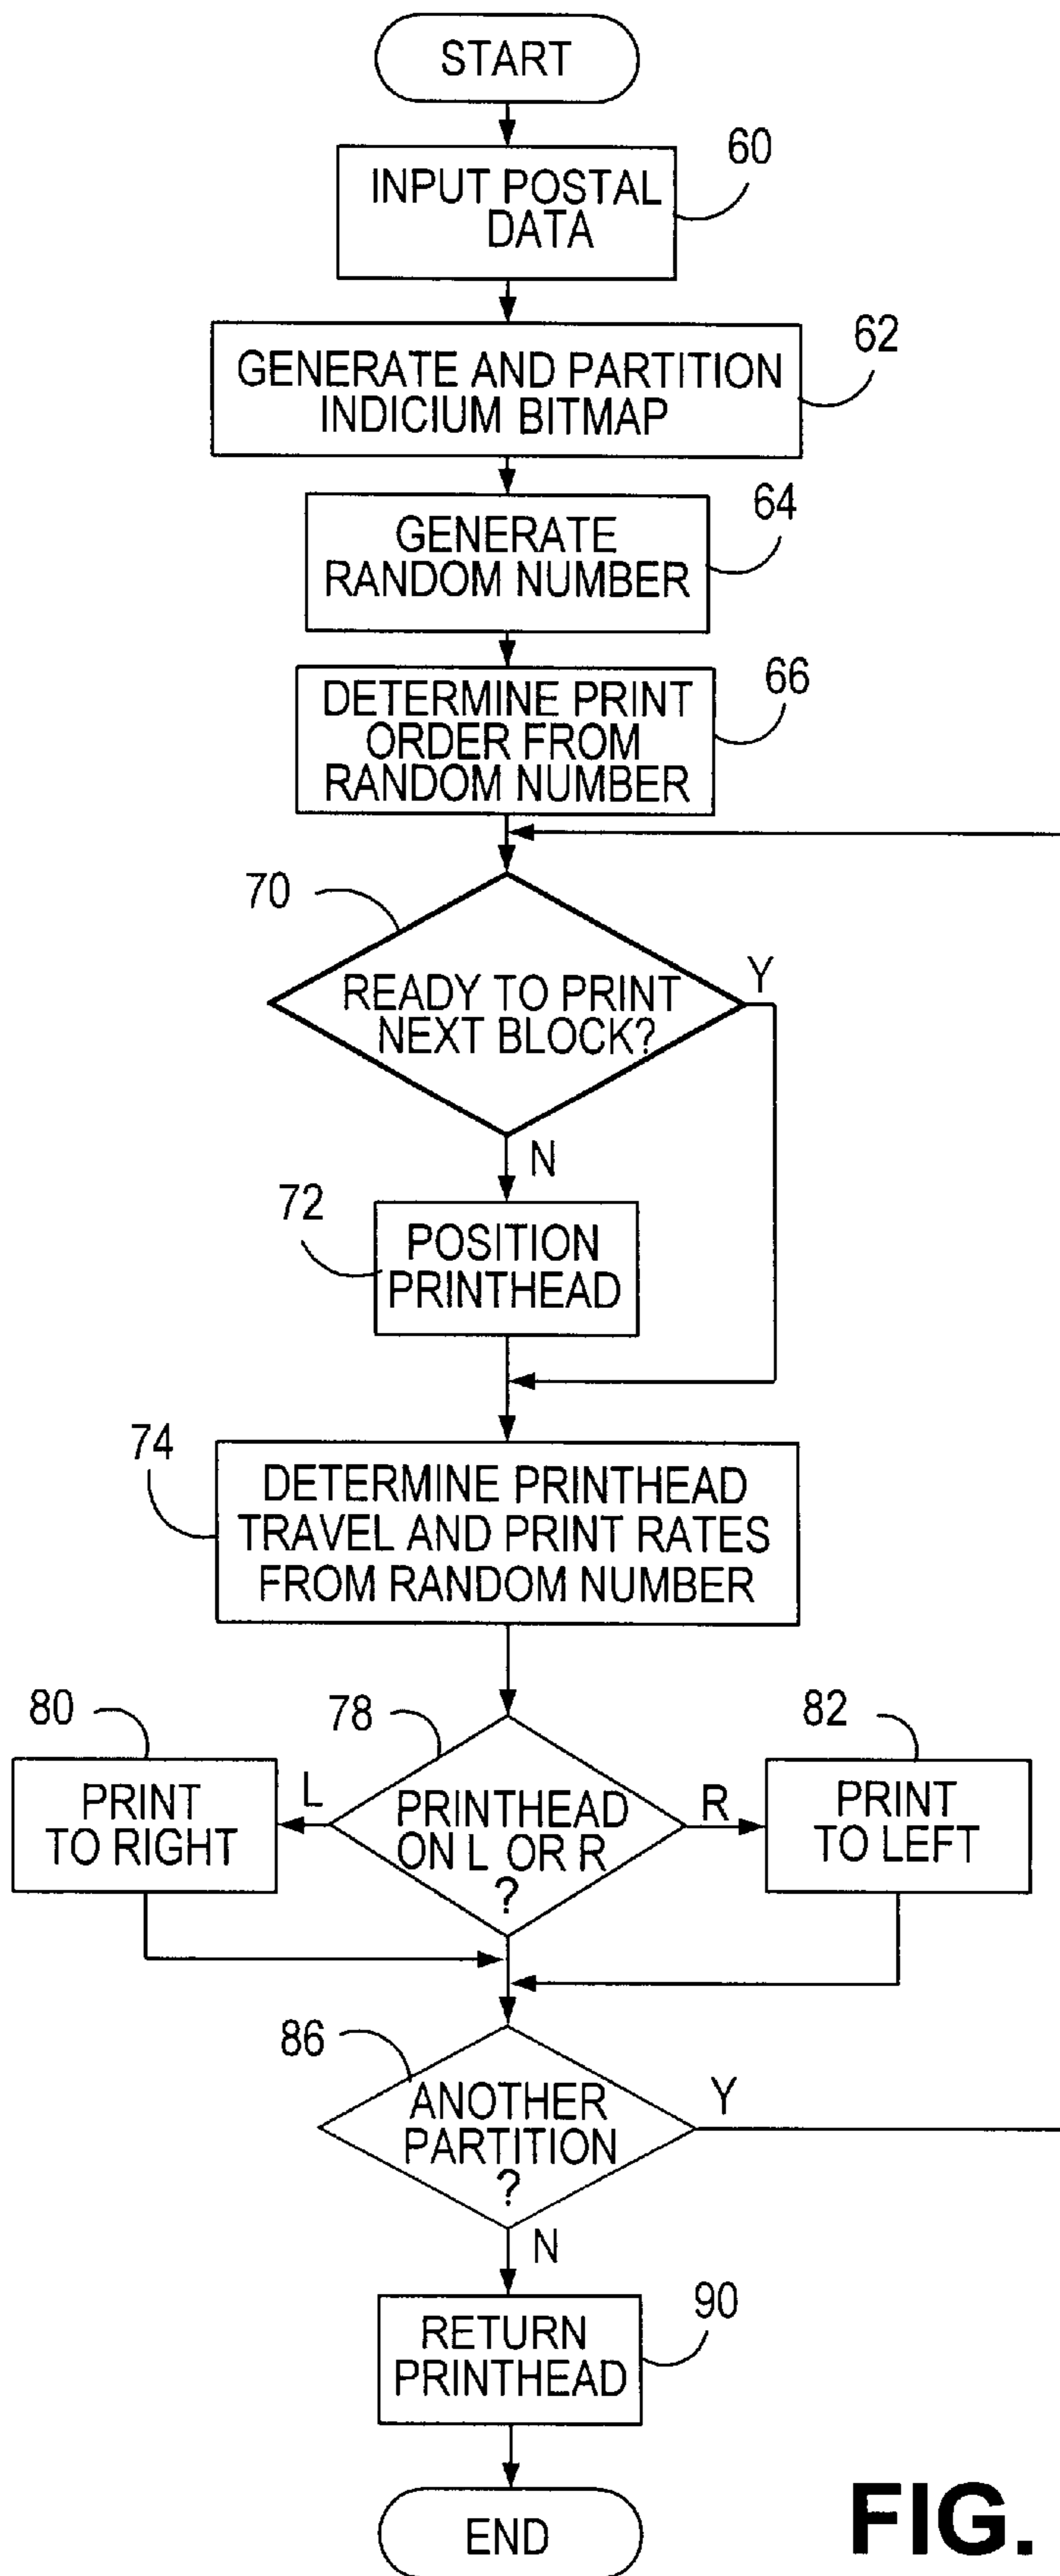 START
60
INPUT POSTAL
DATA
62
GENERATE AND PARTITION
INDICIUM BITMAP
64
GENERATE
RANDOM NUMBER
66
DETERMINE PRINT
ORDER FROM
RANDOM NUMBER
70
READY TO PRINT
NEXT BLOCK?
Y
N
72
POSITION
PRINTHEAD
74
DETERMINE PRINTHEAD
TRAVEL AND PRINT RATES
FROM RANDOM NUMBER
80
78
82
PRINT
TO RIGHT
L
PRINTHEAD
ON L OR R
?
R
PRINT
TO LEFT
86
ANOTHER
PARTITION
?
Y
N
90
RETURN
PRINTHEAD
END
FIG.